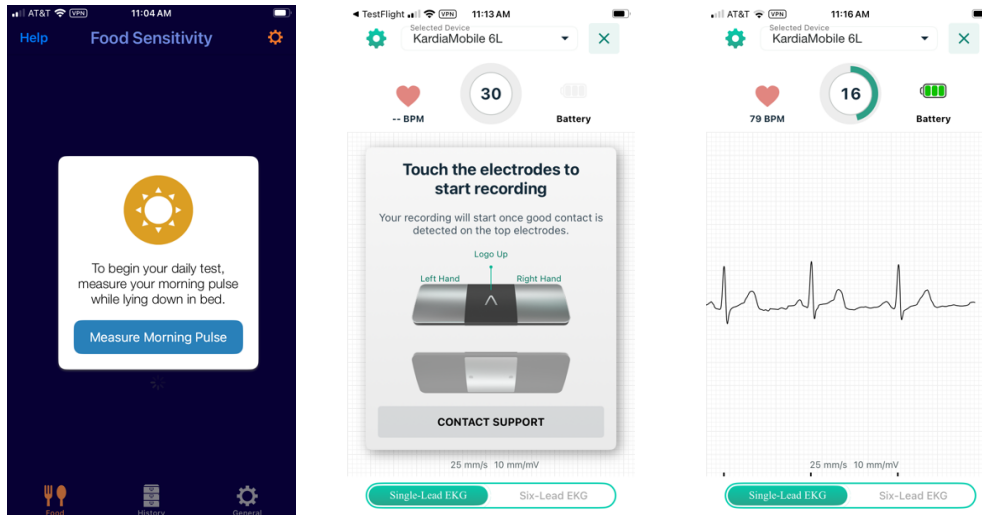 AT&T VPN 11:04 AM
Help Food Sensitivity
To begin your daily test,
measure your morning pulse
while lying down in bed.
Measure Morning Pulse
Food History General
TestFlight VPN 11:13 AM
Selected Device
KardiaMobile 6L
30
-- BPM
Battery
Touch the electrodes to
start recording
Your recording will start once good contact is
detected on the top electrodes.
Logo Up
Left Hand Right Hand
CONTACT SUPPORT
25 mm/s 10 mm/mV
Single-Lead EKG Six-Lead EKG
AT&T VPN 11:16 AM
Selected Device
KardiaMobile 6L
16
79 BPM
Battery
25 mm/s 10 mm/mV
Single-Lead EKG Six-Lead EKG